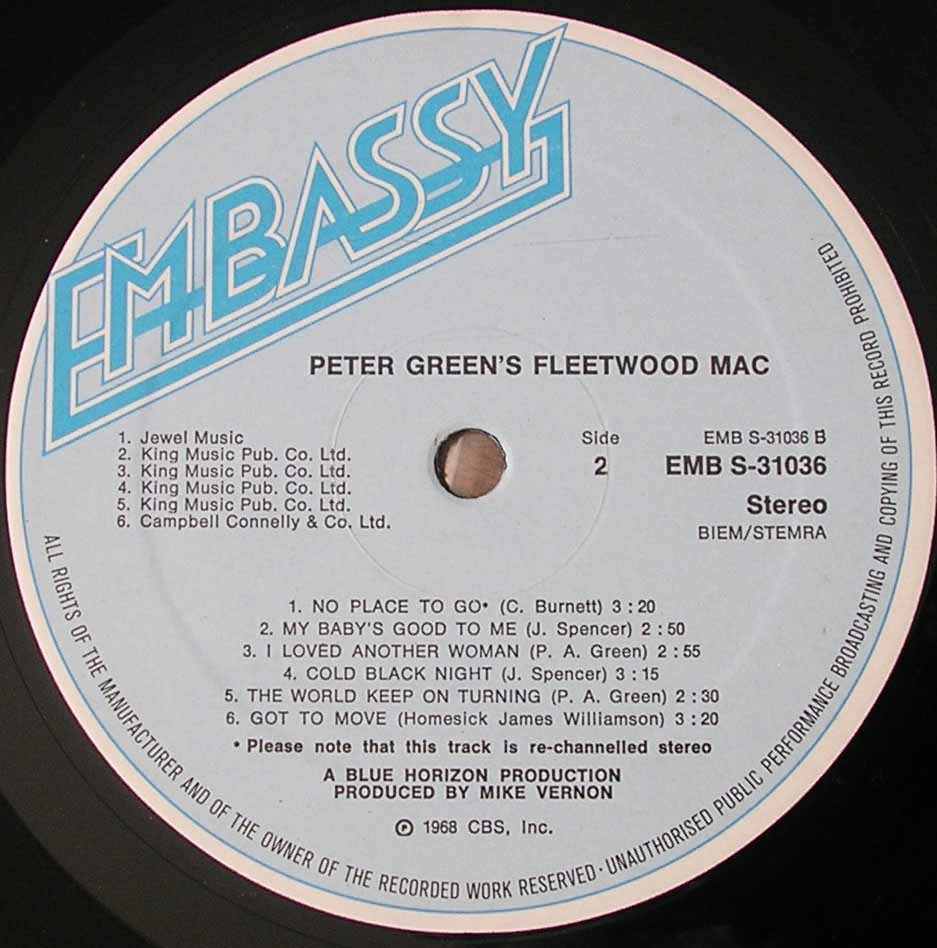 EMBASSY
PETER GREEN'S FLEETWOOD MAC
1. Jewel Music
2. King Music Pub. Co. Ltd.
3. King Music Pub. Co. Ltd.
4. King Music Pub. Co. Ltd.
5. King Music Pub. Co. Ltd.
6. Campbell Connelly & Co. Ltd.
Side
2
EMB S-31036 B
EMB S-31036
Stereo
BIEM/STEMRA
1. NO PLACE TO GO* (C. Burnett) 3 : 20
2. MY BABY'S GOOD TO ME (J. Spencer) 2 : 50
3. I LOVED ANOTHER WOMAN (P. A. Green) 2 : 55
4. COLD BLACK NIGHT (J. Spencer) 3 : 15
5. THE WORLD KEEP ON TURNING (P. A. Green) 2 : 30
6. GOT TO MOVE (Homesick James Williamson) 3 : 20
* Please note that this track is re-channelled stereo
A BLUE HORIZON PRODUCTION
PRODUCED BY MIKE VERNON
℗ 1968 CBS, Inc.
ALL RIGHTS OF THE MANUFACTURER AND OF THE OWNER OF THE RECORDED WORK RESERVED · UNAUTHORISED PUBLIC PERFORMANCE BROADCASTING AND COPYING OF THIS RECORD PROHIBITED